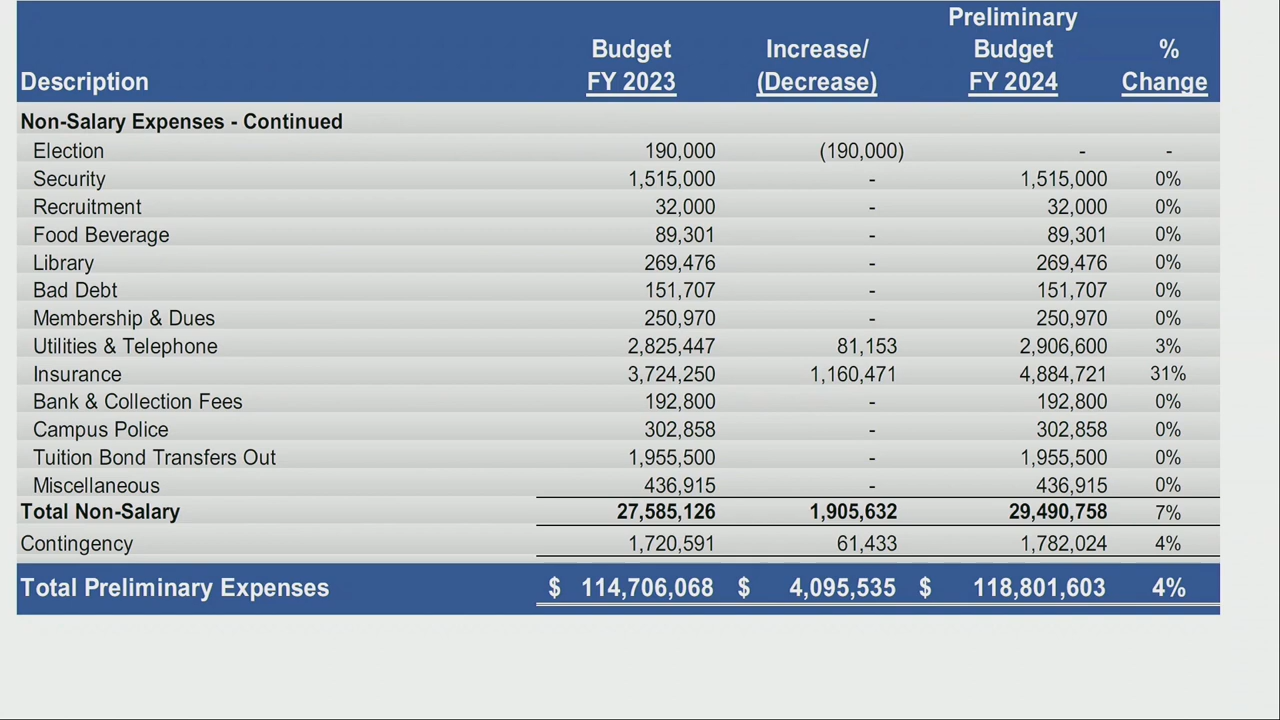 Preliminary
Budget Increase/ Budget %
Description FY 2023 (Decrease) FY 2024 Change
Non-Salary Expenses - Continued
Election 190,000 (190,000) - -
Security 1,515,000 - 1,515,000 0%
Recruitment 32,000 - 32,000 0%
Food Beverage 89,301 - 89,301 0%
Library 269,476 - 269,476 0%
Bad Debt 151,707 - 151,707 0%
Membership & Dues 250,970 - 250,970 0%
Utilities & Telephone 2,825,447 81,153 2,906,600 3%
Insurance 3,724,250 1,160,471 4,884,721 31%
Bank & Collection Fees 192,800 - 192,800 0%
Campus Police 302,858 - 302,858 0%
Tuition Bond Transfers Out 1,955,500 - 1,955,500 0%
Miscellaneous 436,915 - 436,915 0%
Total Non-Salary 27,585,126 1,905,632 29,490,758 7%
Contingency 1,720,591 61,433 1,782,024 4%
Total Preliminary Expenses $ 114,706,068 $ 4,095,535 $ 118,801,603 4%